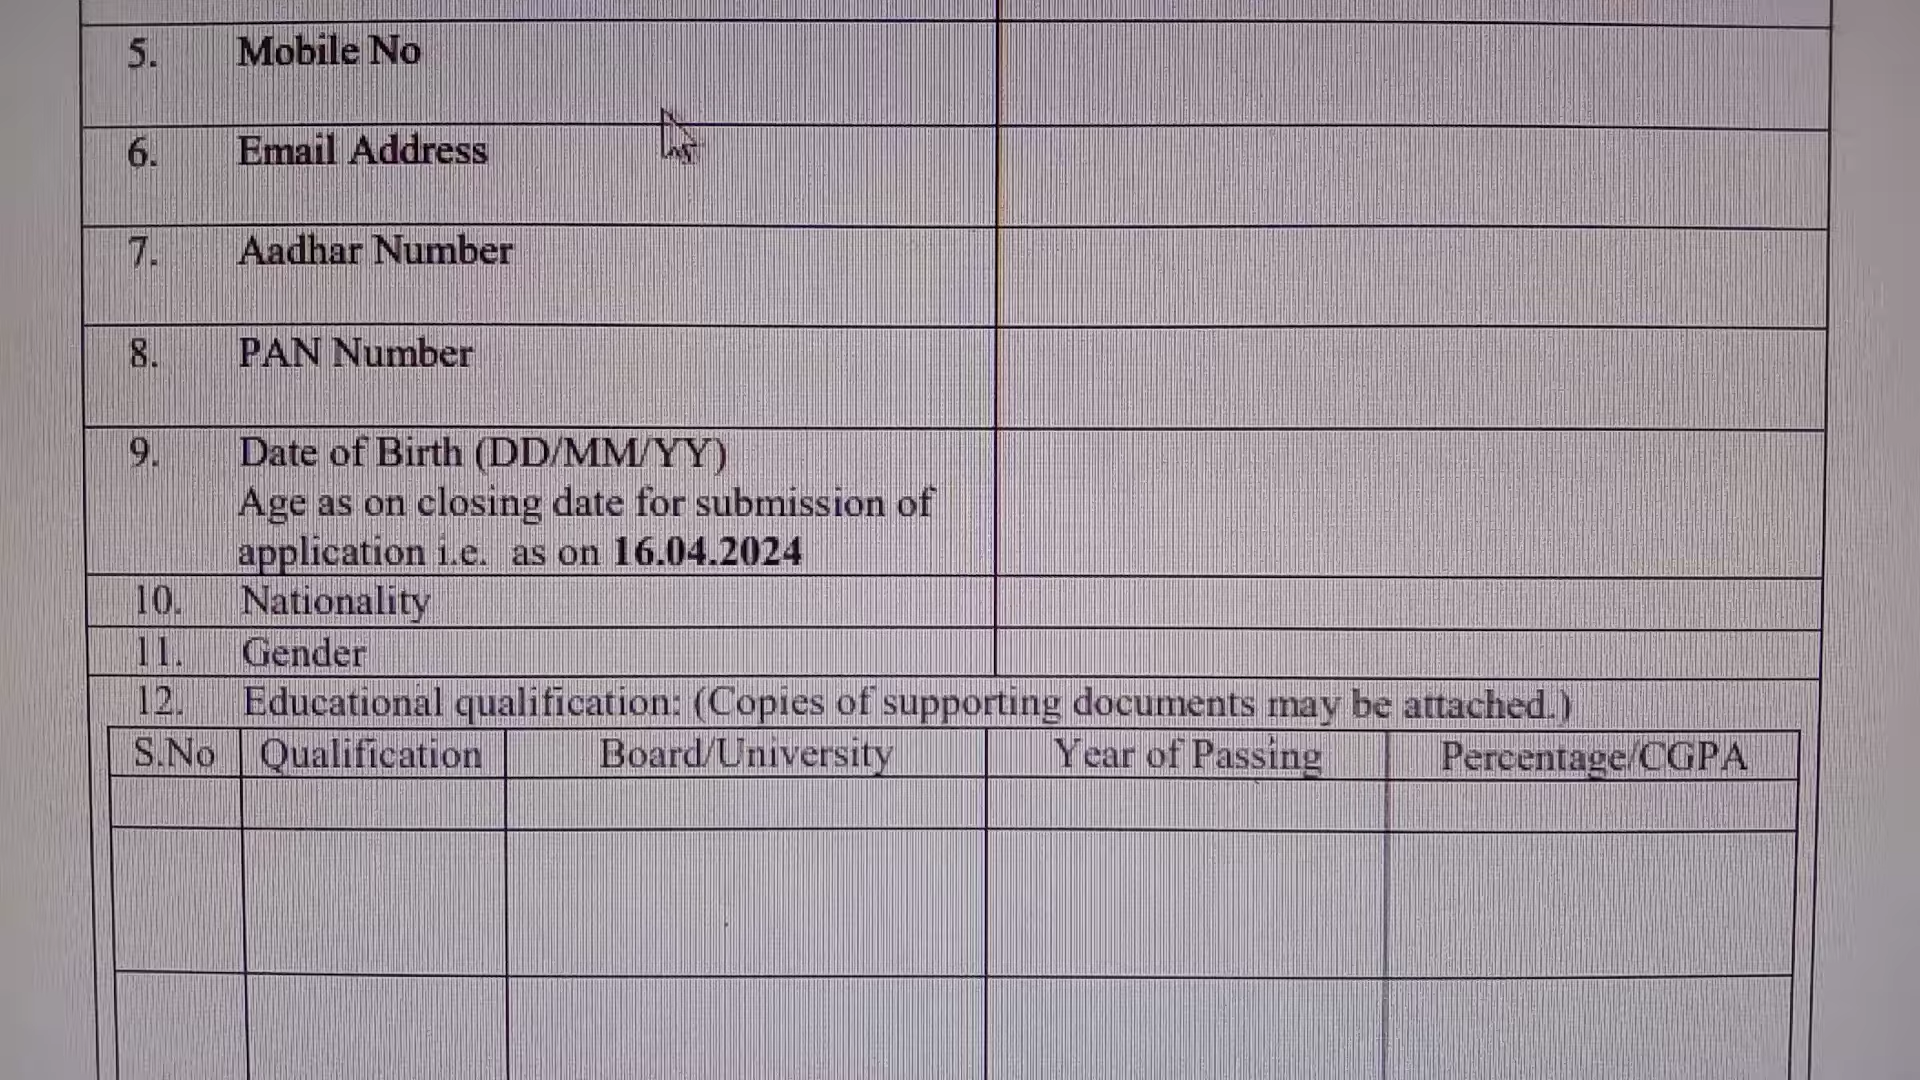 5. Mobile No
6. Email Address
7. Aadhar Number
8. PAN Number
9. Date of Birth (DD/MM/YY)
Age as on closing date for submission of
application i.e. as on 16.04.2024
10. Nationality
11. Gender
12. Educational qualification: (Copies of supporting documents may be attached.)
S.No Qualification Board/University Year of Passing Percentage/CGPA